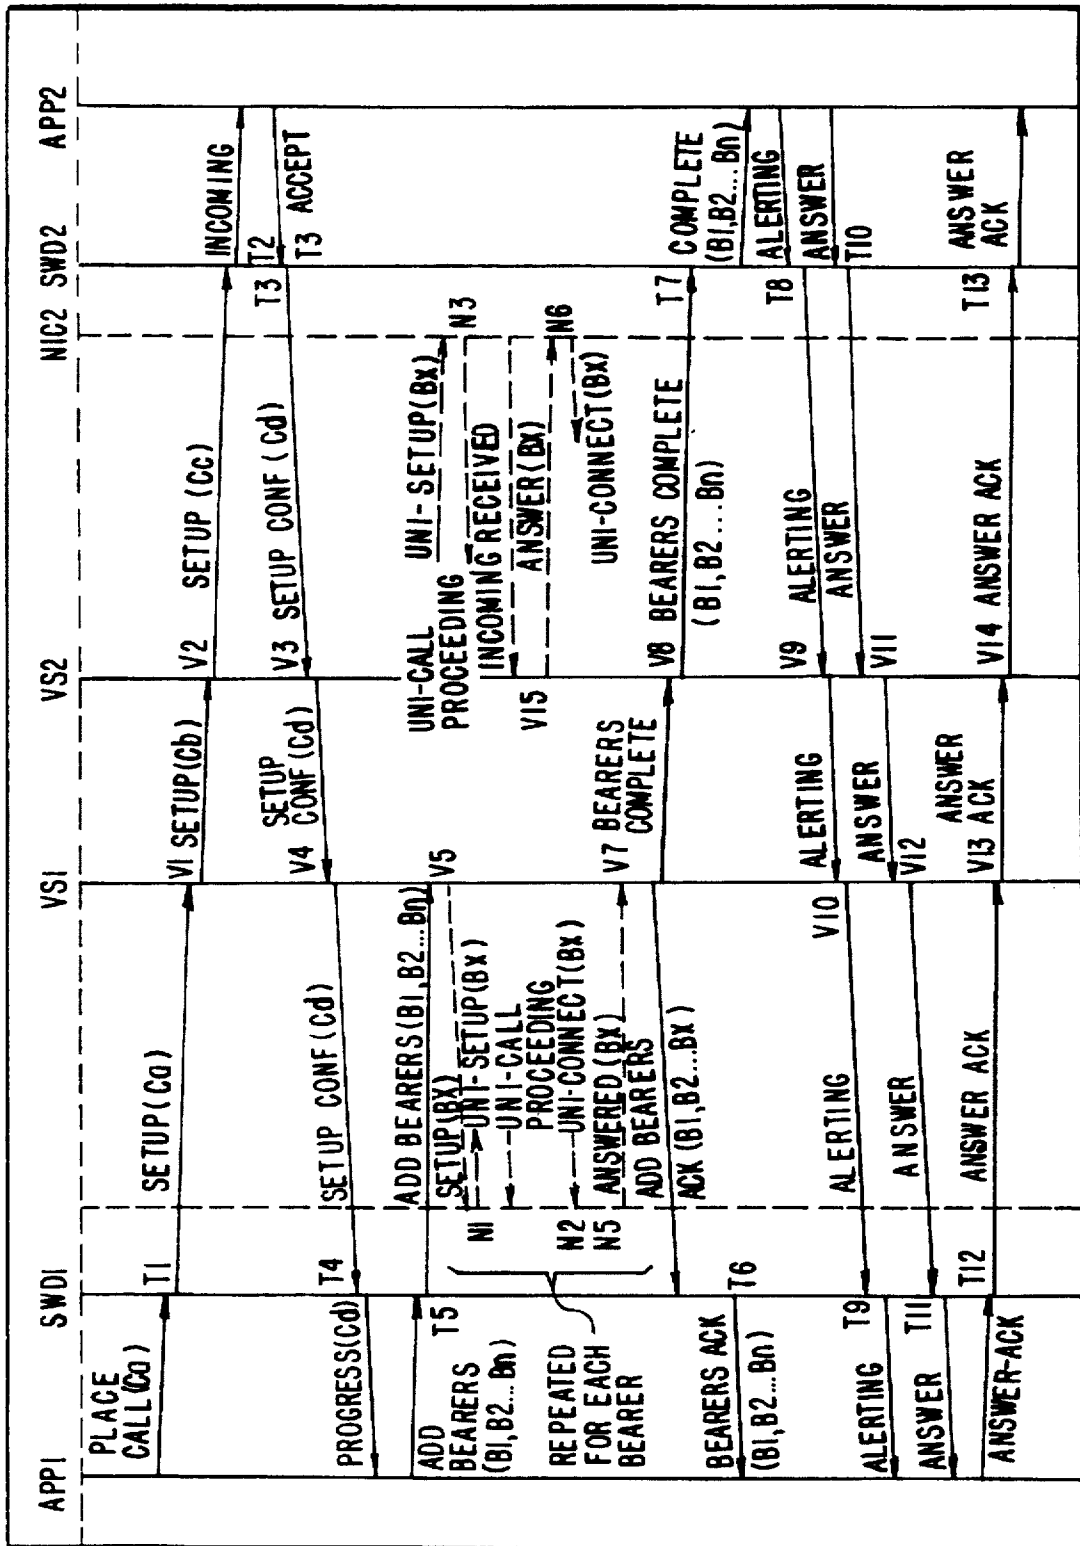 APP1 SWD1 VS1 VS2 NIC2 SWD2 APP2
PLACE
CALL(Ca)
T1
SETUP(Ca)
V1 SETUP(Cb)
V2
SETUP (Cc)
INCOMING
T2
ACCEPT
T3
T3
SETUP CONF (Cd)
V3
SETUP
CONF(Cd)
V4
SETUP CONF(Cd)
T4
PROGRESS(Cd)
ADD
BEARERS
(B1,B2...Bn)
T5
ADD BEARERS(B1,B2...Bn)
V5
SETUP(BX)
N1
UNI-SETUP(BX)
UNI-CALL
PROCEEDING
UNI-CONNECT(BX)
N2
N5
ANSWERED(BX)
REPEATED
FOR EACH
BEARER
UNI-SETUP(BX)
N3
UNI-CALL
PROCEEDING
INCOMING RECEIVED
V15
ANSWER(BX)
N6
UNI-CONNECT(BX)
ADD BEARERS
ACK(B1,B2...BX)
T6
BEARERS ACK
(B1,B2...Bn)
V7 BEARERS
COMPLETE
V8 BEARERS COMPLETE
(B1,B2...Bn)
T7
COMPLETE
(B1,B2...Bn)
ALERTING
T8
ALERTING
V9
ALERTING
V10
ALERTING
T9
ALERTING
ANSWER
T10
ANSWER
V11
ANSWER
V12
ANSWER
T11
ANSWER
ANSWER-ACK
T12
ANSWER ACK
V13
ANSWER
ACK
V14 ANSWER ACK
T13
ANSWER
ACK